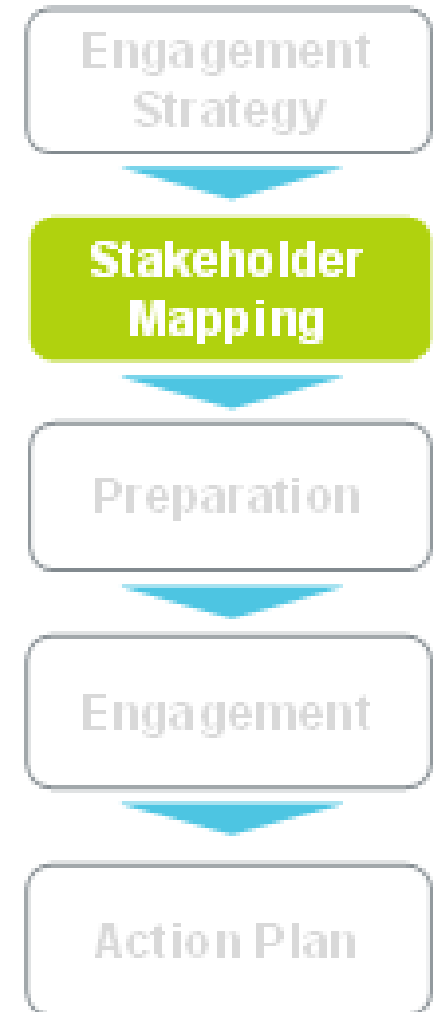 Engagement
Strategy
Stakeholder
Mapping
Preparation
Engagement
Action Plan